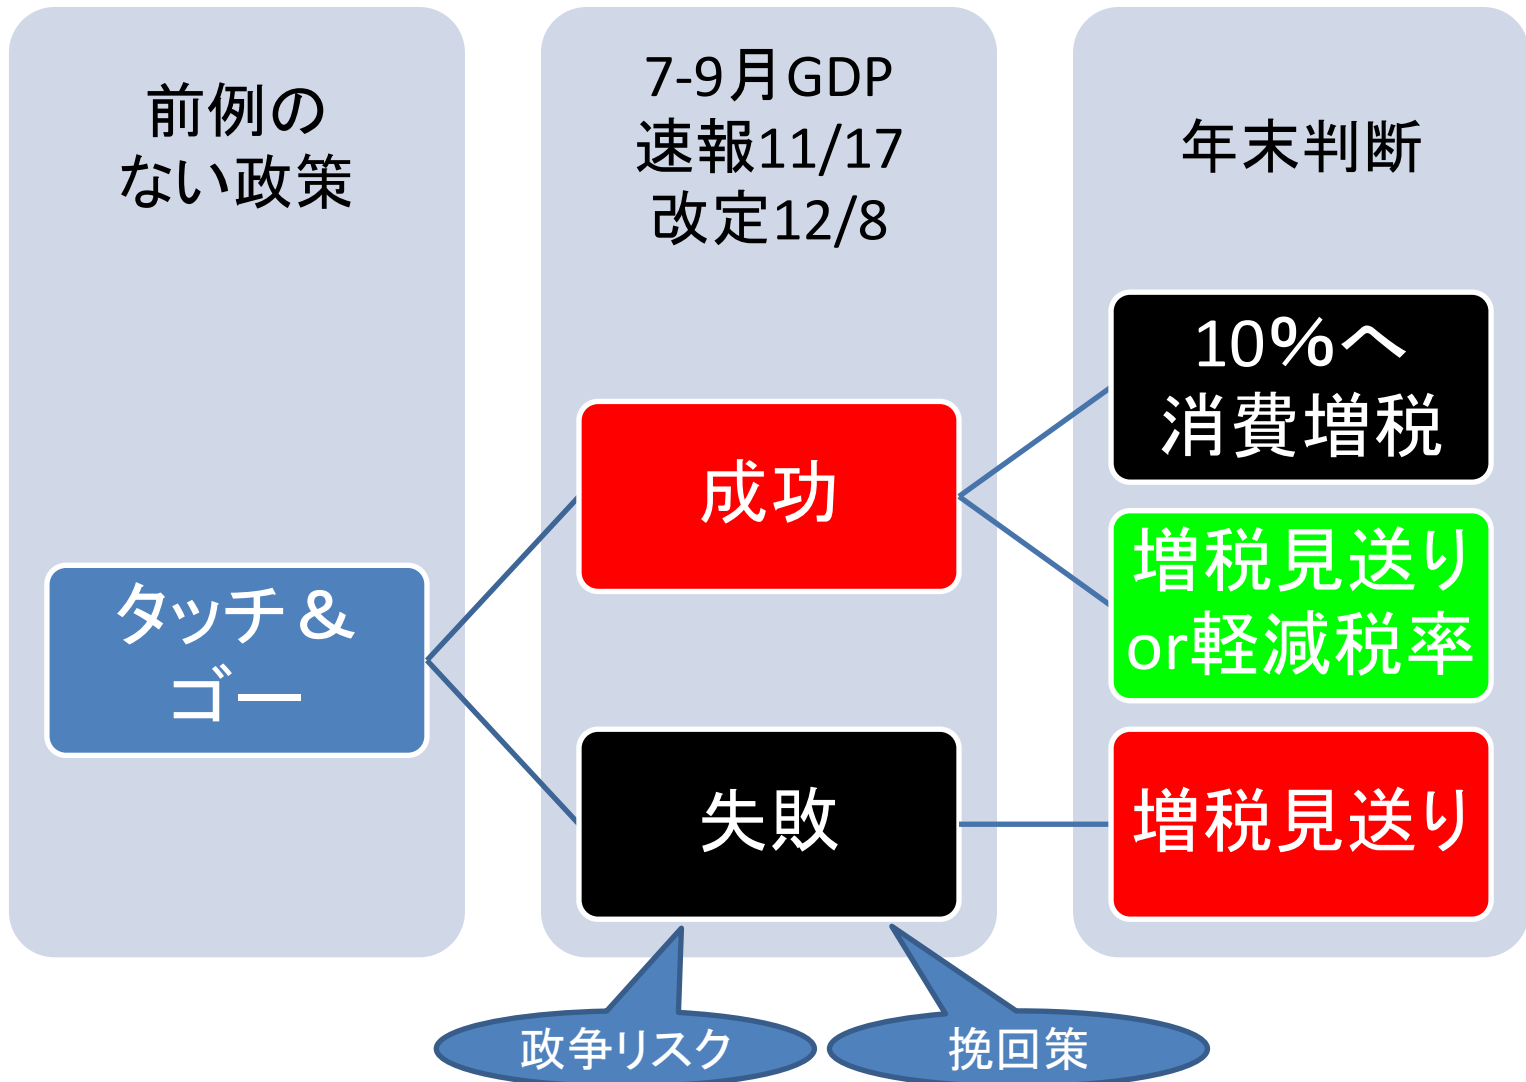 前例の
ない政策
7-9月GDP
速報11/17
改定12/8
年末判断
タッチ＆
ゴー
成功
失敗
10％へ
消費増税
増税見送り
or軽減税率
増税見送り
政争リスク
挽回策